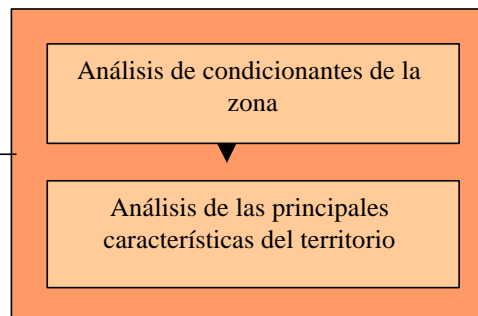 Análisis de condicionantes de la
zona
Análisis de las principales
características del territorio